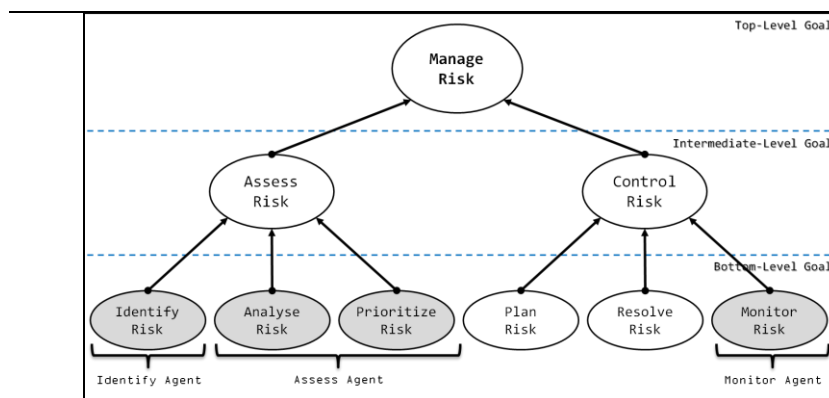 Top-Level Goal
Manage
Risk
Intermediate-Level Goal
Assess
Risk
Control
Risk
Bottom-Level Goal
Identify
Risk
Analyse
Risk
Prioritize
Risk
Plan
Risk
Resolve
Risk
Monitor
Risk
Identify Agent
Assess Agent
Monitor Agent